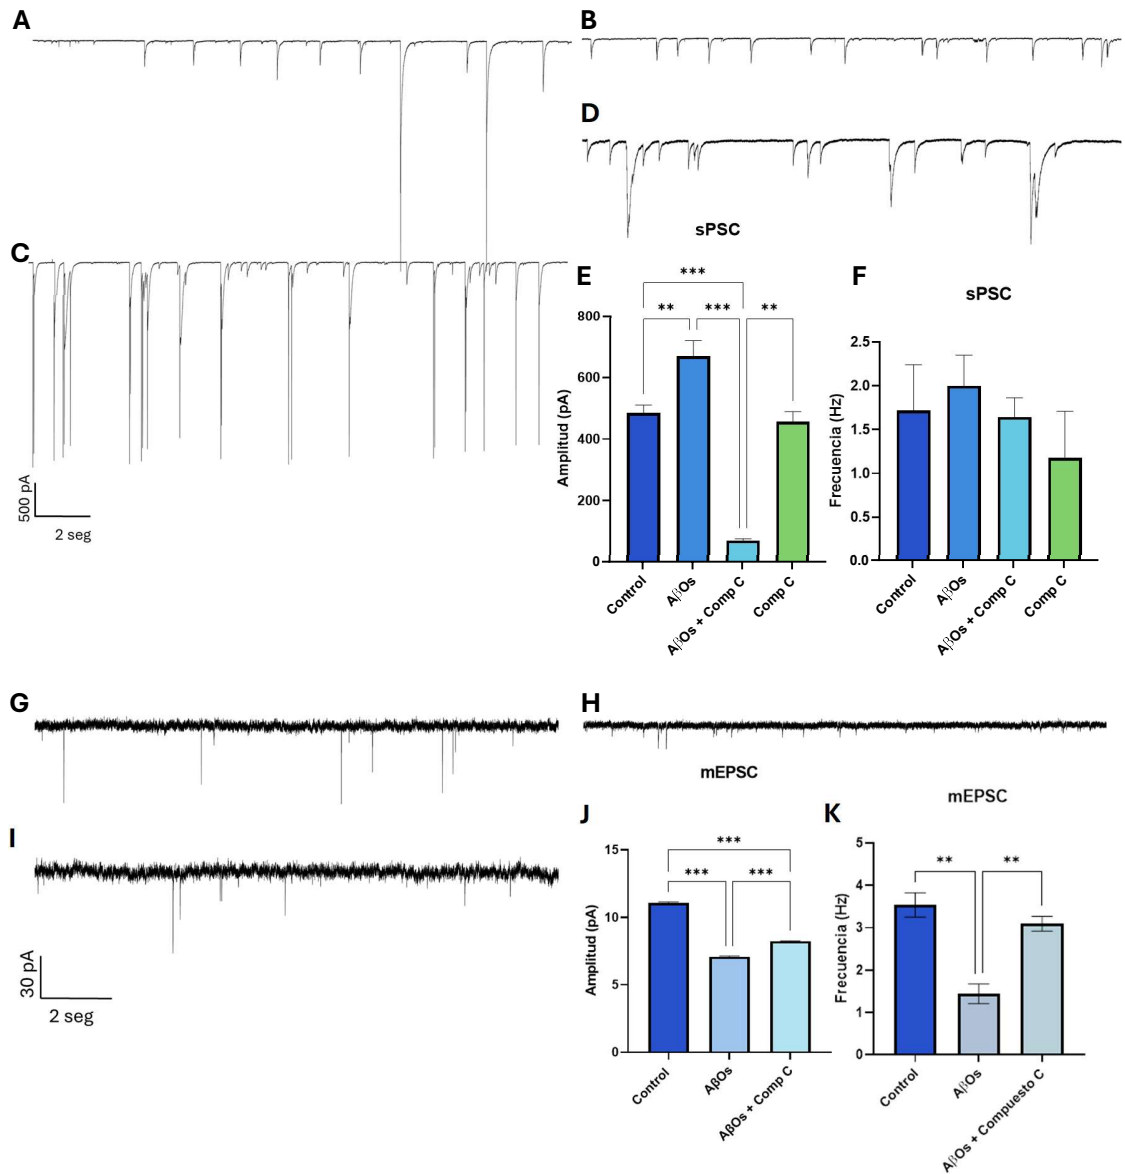 A
B
D
sPSC
C
500 pA
2 seg
E
***
**
***
**
Amplitud (pA)
800
600
400
200
0
Control
AβOs
AβOs + Comp C
Comp C
F
sPSC
Frecuencia (Hz)
2.5
2.0
1.5
1.0
0.5
0.0
Control
AβOs
AβOs + Comp C
Comp C
G
H
mEPSC
I
30 pA
2 seg
J
***
***
***
Amplitud (pA)
15
10
5
0
Control
AβOs
AβOs + Comp C
mEPSC
K
**
**
Frecuencia (Hz)
5
4
3
2
1
0
Control
AβOs
AβOs + Compuesto C